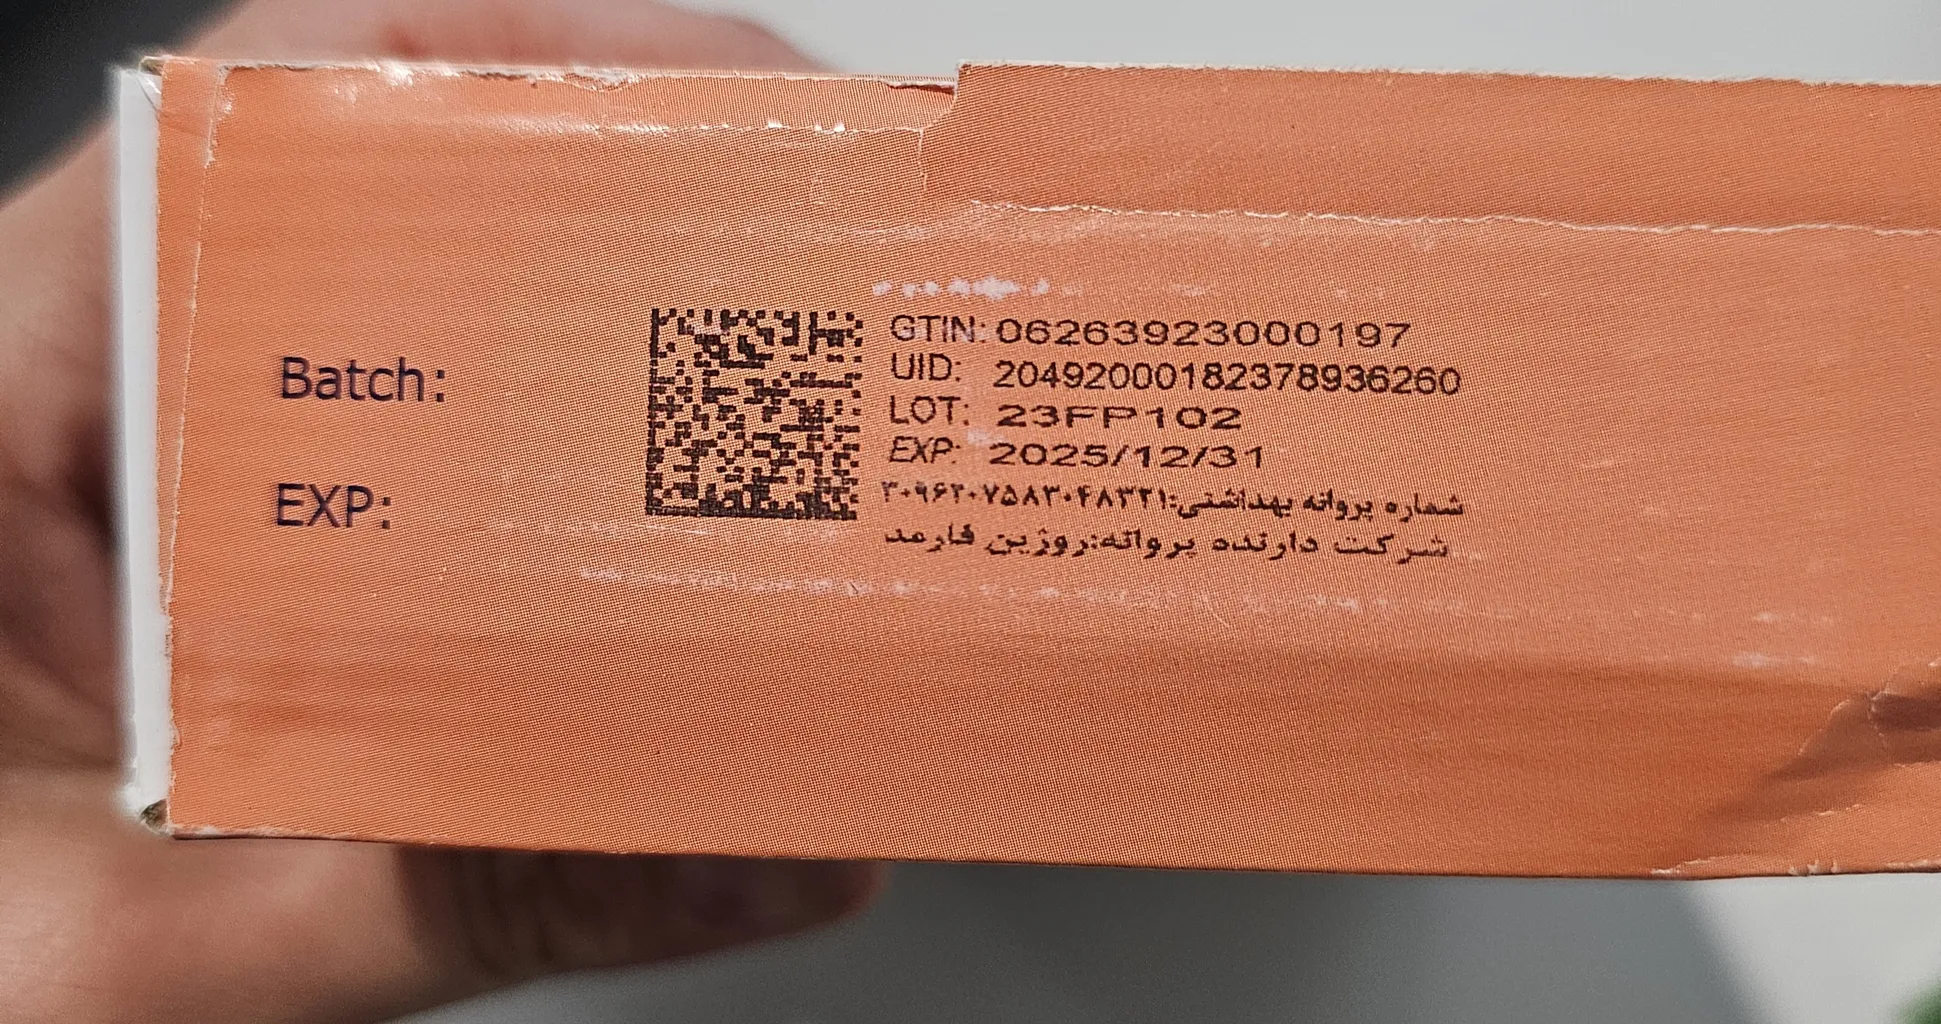 Batch:
EXP:
GTIN: 06263923000197
UID: 20492000182378936260
LOT: 23FP102
EXP: 2025/12/31
شماره پروانه بهداشتی:۳۰۹۶۲۰۷۵۸۳۰۴۸۳۲۱
شرکت دارنده پروانه:روژین فارمد